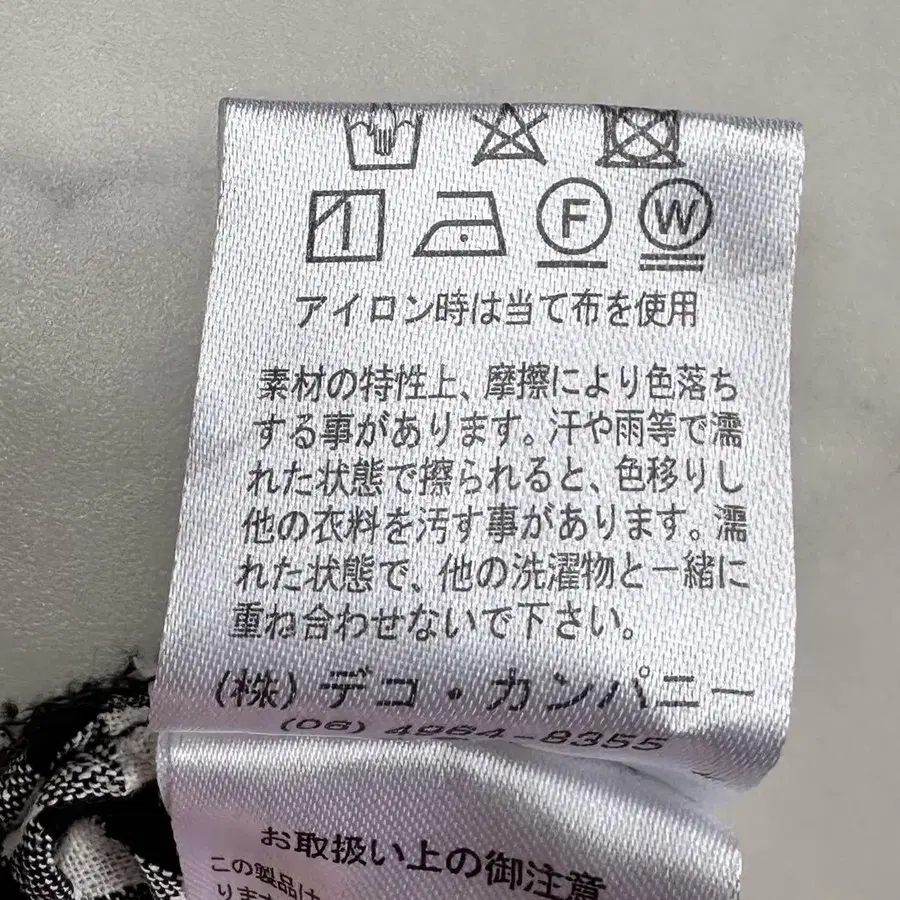 F W
アイロン時は当て布を使用
素材の特性上、摩擦により色落ち
する事があります。汗や雨等で濡
れた状態で擦られると、色移りし
他の衣料を汚す事があります。濡
れた状態で、他の洗濯物と一緒に
重ね合わせないで下さい。
(株)デコ・カンパニー
(06) 4964-8355
お取扱い上の御注意
この製品は